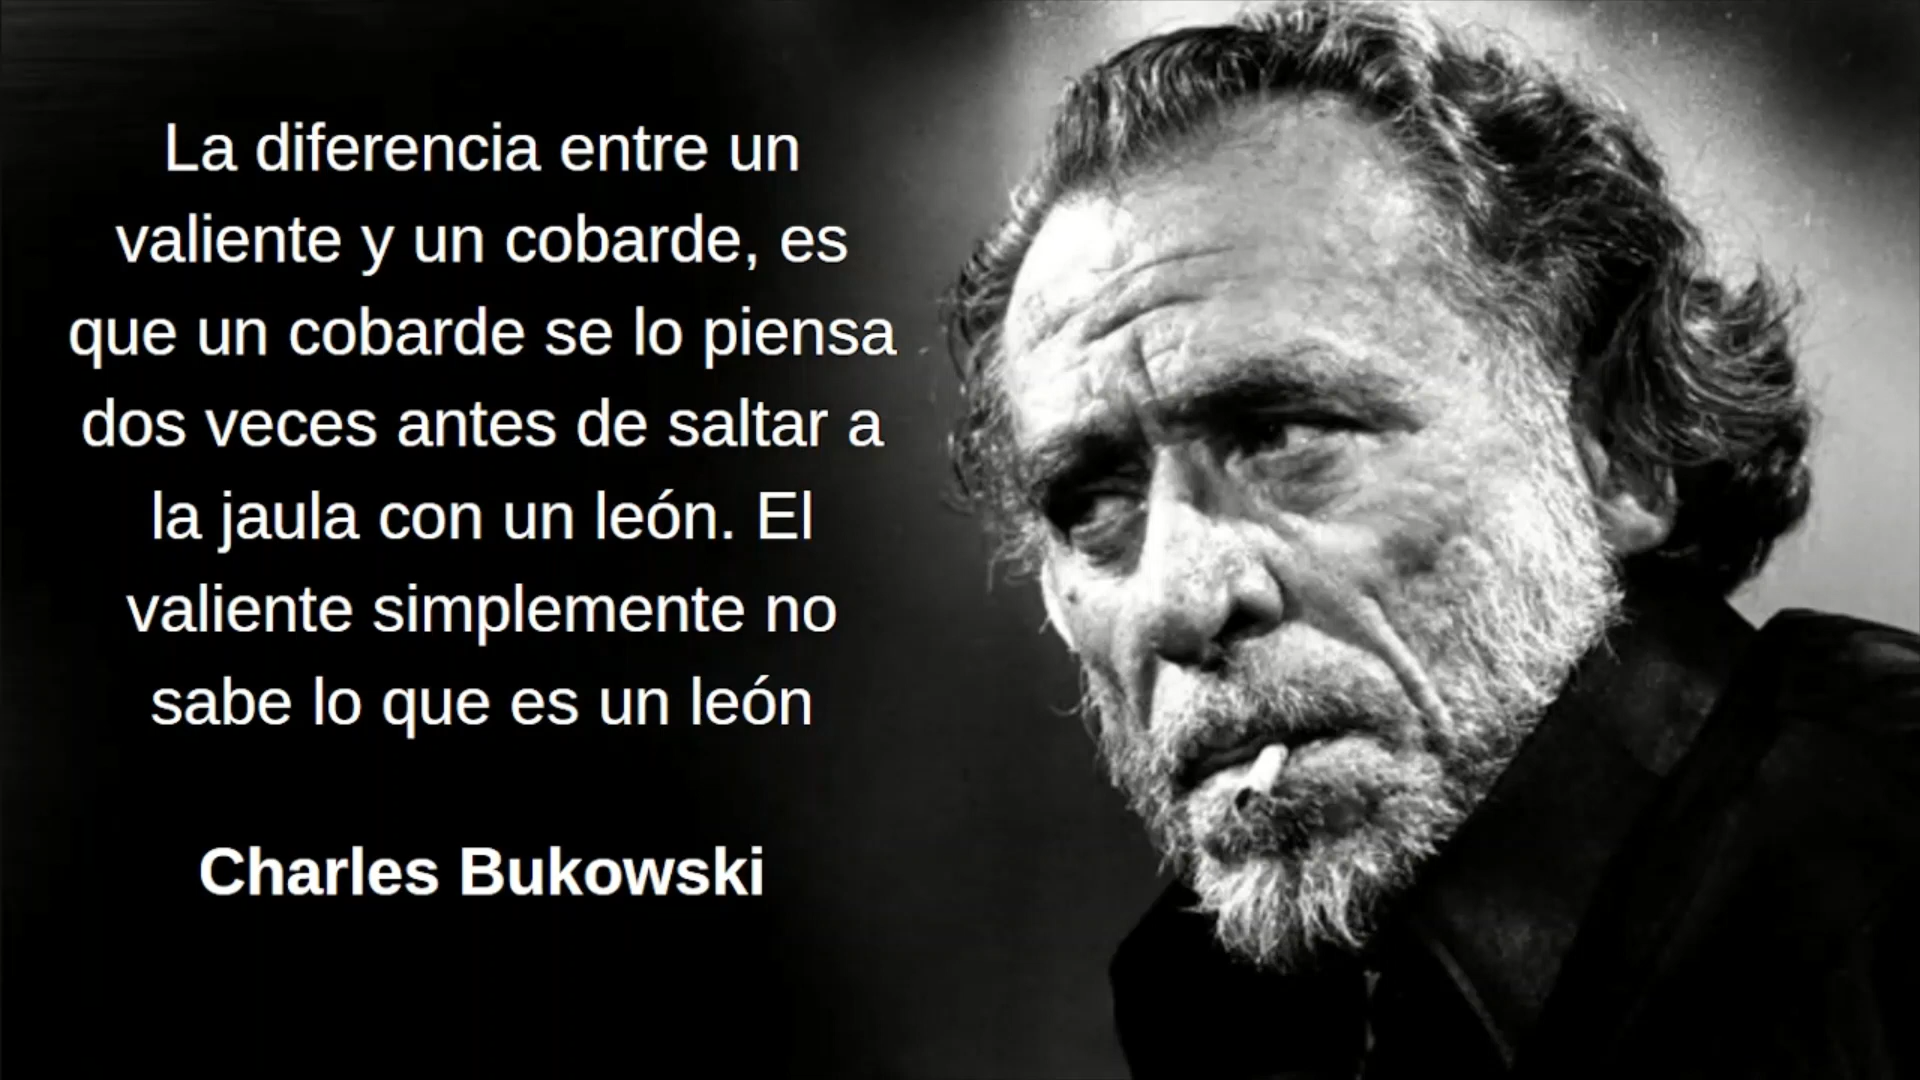 La diferencia entre un
valiente y un cobarde, es
que un cobarde se lo piensa
dos veces antes de saltar a
la jaula con un león. El
valiente simplemente no
sabe lo que es un león
Charles Bukowski